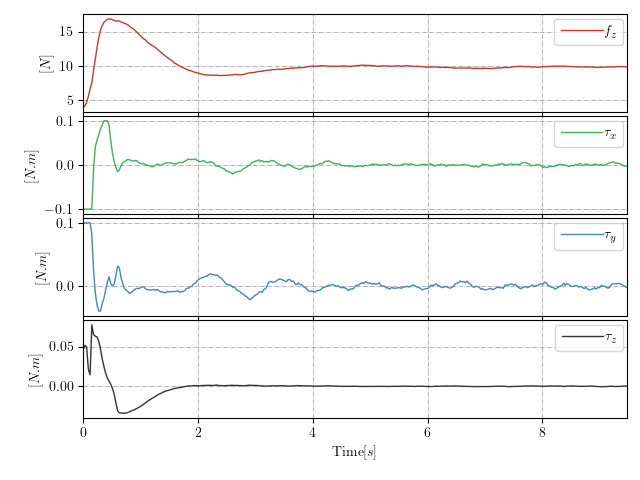 15
10
5
[N]
f_z
0.1
0.0
−0.1
[N.m]
τ_x
0.1
0.0
[N.m]
τ_y
0.05
0.00
[N.m]
τ_z
0 2 4 6 8
Time[s]